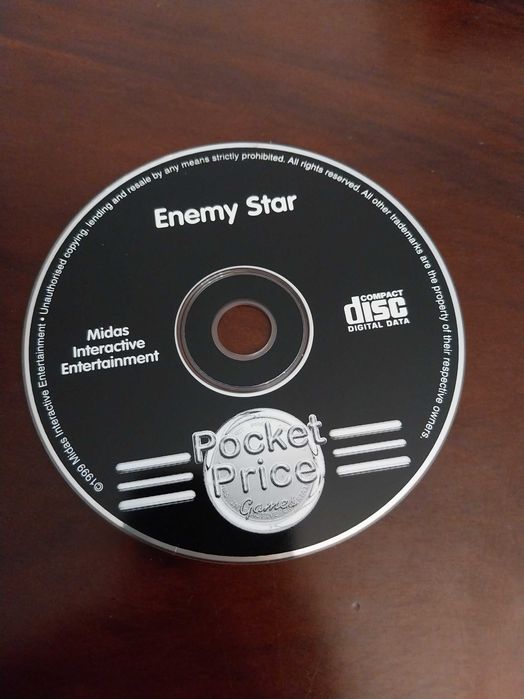 ©1999 Midas Interactive Entertainment • Unauthorised copying, lending and resale by any means strictly prohibited. All rights reserved. All other trademarks are the property of their respective owners.
Enemy Star
Midas
Interactive
Entertainment
COMPACT
disc
DIGITAL DATA
Pocket
Price
Games